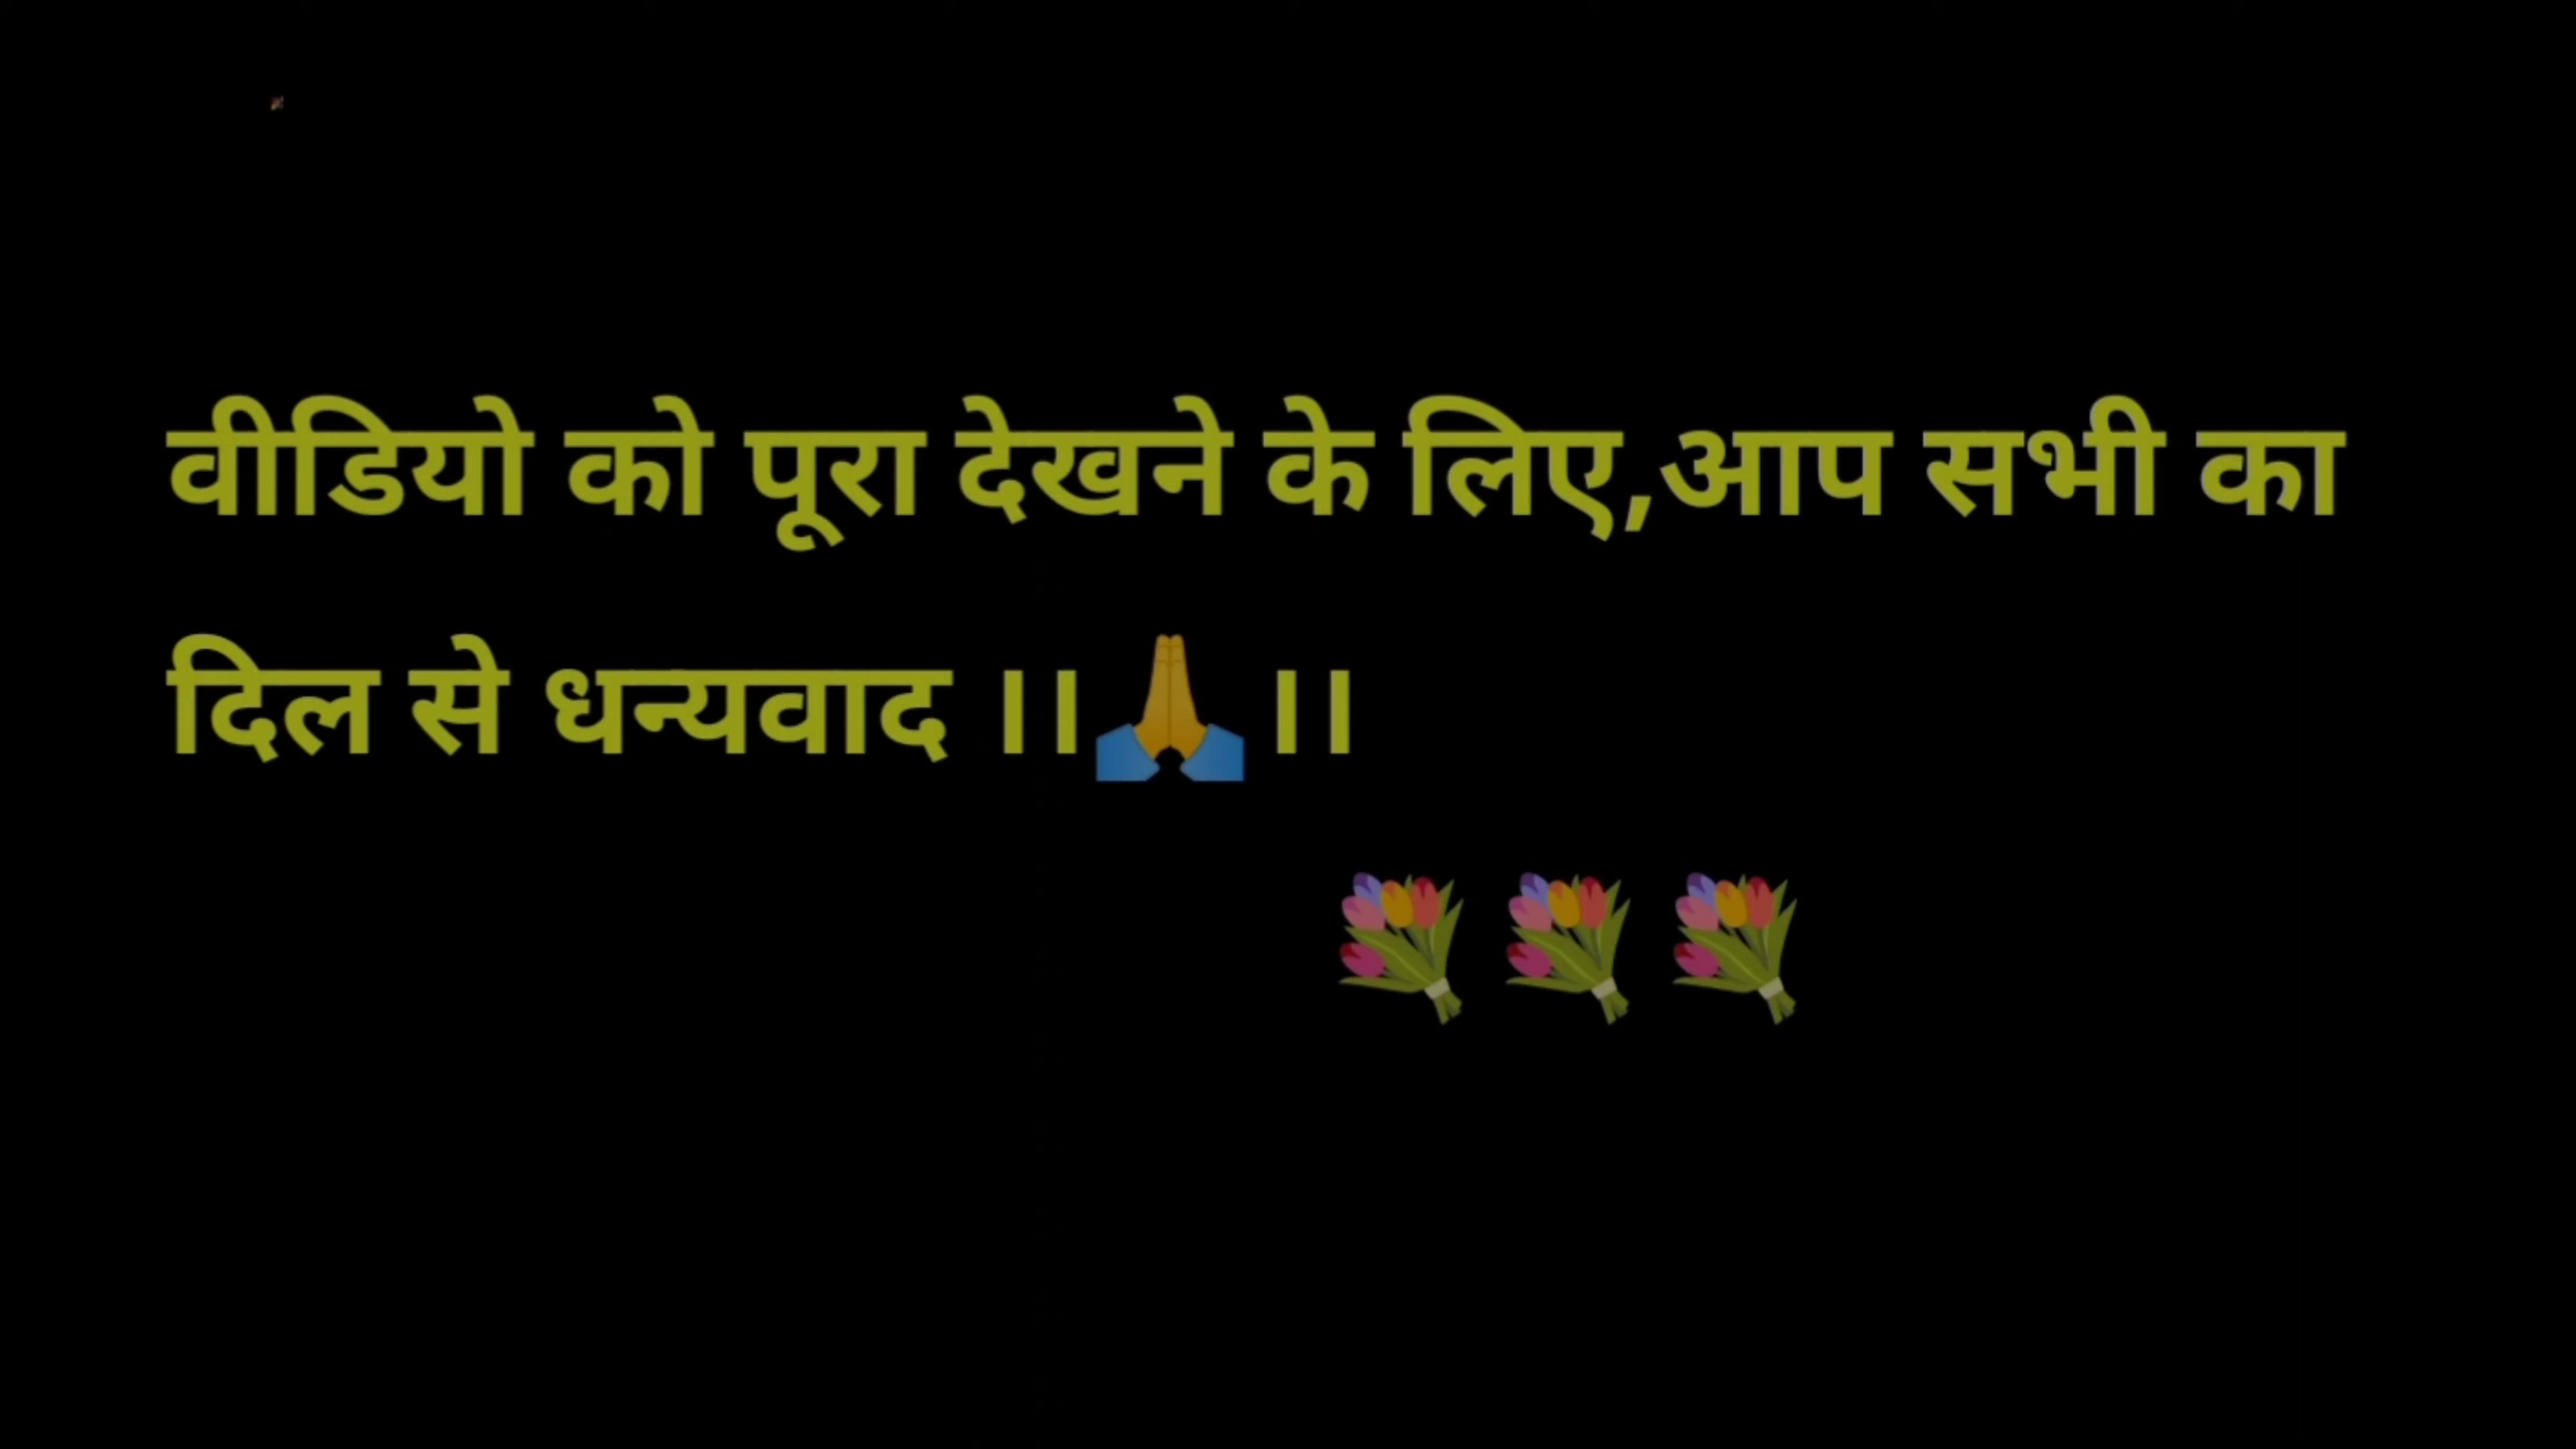 वीडियो को पूरा देखने के लिए,आप सभी का
दिल से धन्यवाद ।।🙏।।
💐💐💐